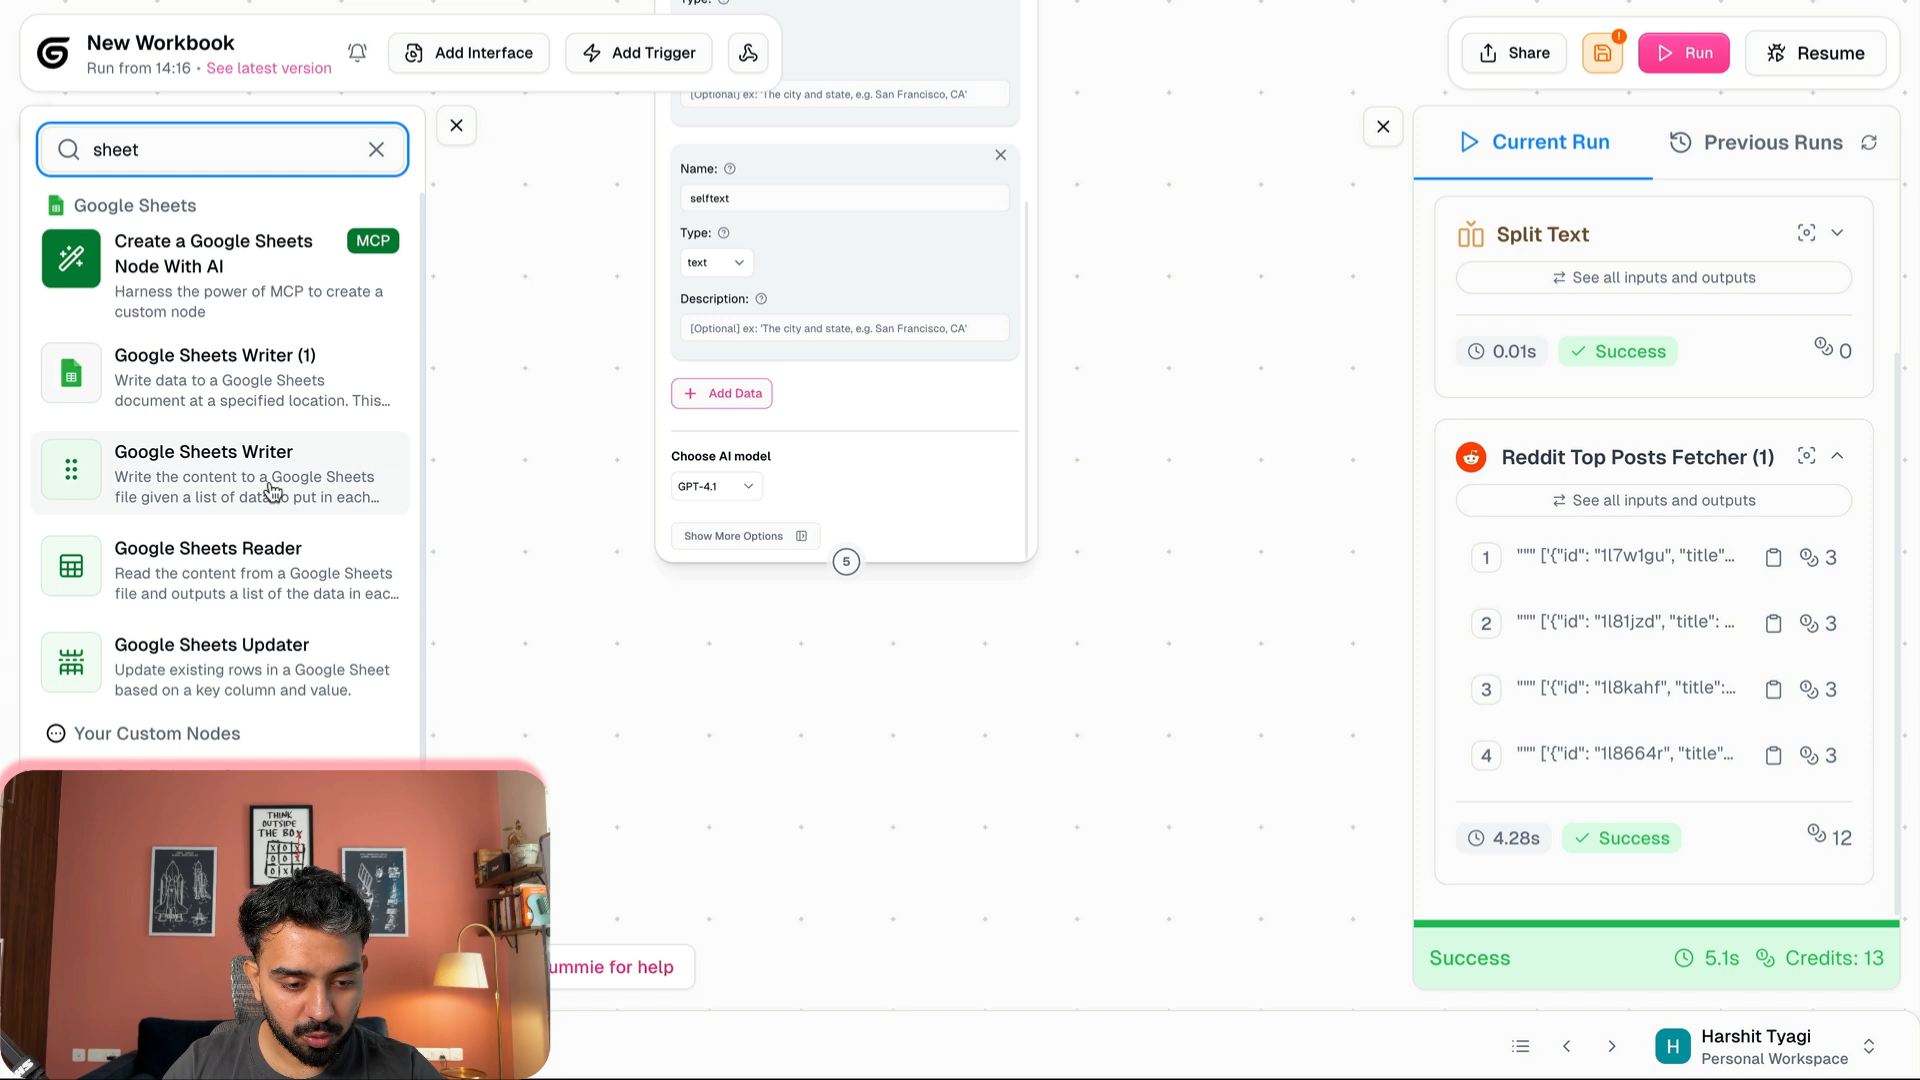 New Workbook
Run from 14:16 • See latest version
Add Interface
Add Trigger
Share
!
Run
Resume
sheet
Google Sheets
Create a Google Sheets
Node With AI
MCP
Harness the power of MCP to create a
custom node
Google Sheets Writer (1)
Write data to a Google Sheets
document at a specified location. This...
Google Sheets Writer
Write the content to a Google Sheets
file given a list of data to put in each...
Google Sheets Reader
Read the content from a Google Sheets
file and outputs a list of the data in eac...
Google Sheets Updater
Update existing rows in a Google Sheet
based on a key column and value.
Your Custom Nodes
[Optional] ex: 'The city and state, e.g. San Francisco, CA'
Name:
selftext
Type:
text
Description:
[Optional] ex: 'The city and state, e.g. San Francisco, CA'
+ Add Data
Choose AI model
GPT-4.1
Show More Options
5
ummie for help
Current Run
Previous Runs
Split Text
See all inputs and outputs
0.01s
Success
0
Reddit Top Posts Fetcher (1)
See all inputs and outputs
1 """ ['{"id": "1l7w1gu", "title"... 3
2 """ ['{"id": "1l81jzd", "title": ... 3
3 """ ['{"id": "1l8kahf", "title":... 3
4 """ ['{"id": "1l8664r", "title"... 3
4.28s
Success
12
Success
5.1s
Credits: 13
H
Harshit Tyagi
Personal Workspace
THINK
OUTSIDE
THE BOX